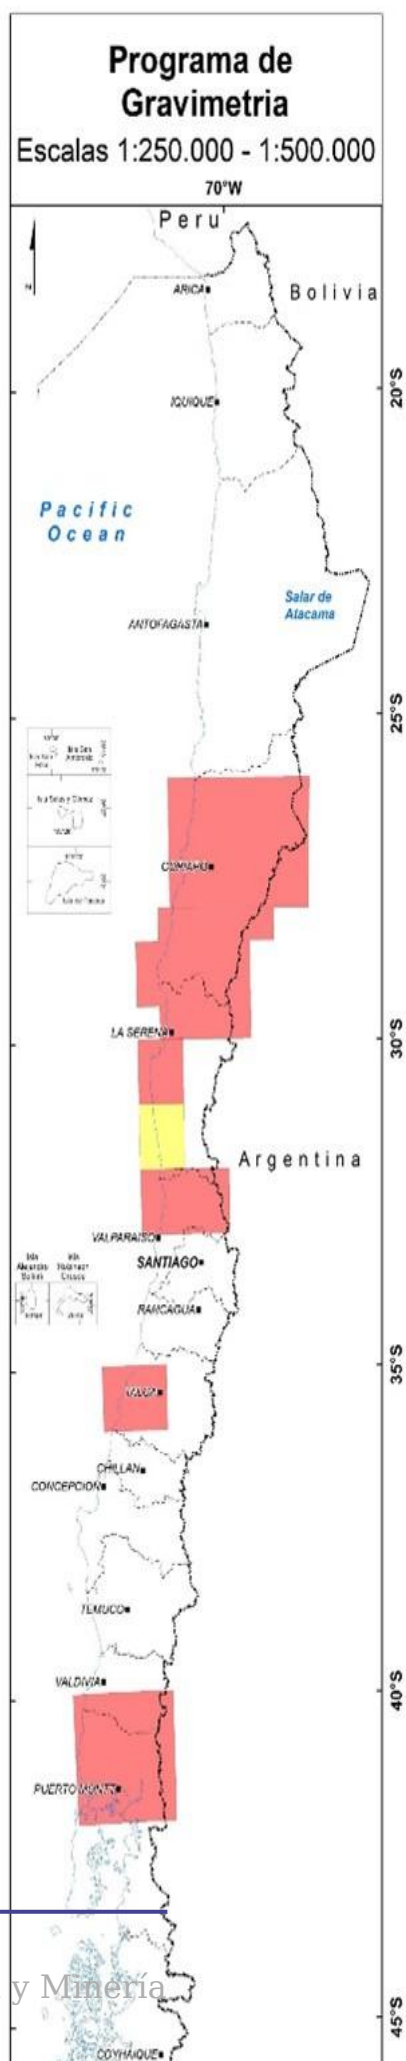 Programa de
Gravimetria
Escalas 1:250.000 - 1:500.000
70°W
Peru
ARICA
Bolivia
20°S
IQUIQUE
Pacific
Ocean
Salar de
Atacama
ANTOFAGASTA
25°S
COPIAPO
LA SERENA
30°S
Argentina
VALPARAISO
SANTIAGO
RANCAGUA
35°S
TALCA
CHILLAN
CONCEPCION
TEMUCO
VALDIVIA
40°S
PUERTO MONTT
y Minería
45°S
COYHAIQUE